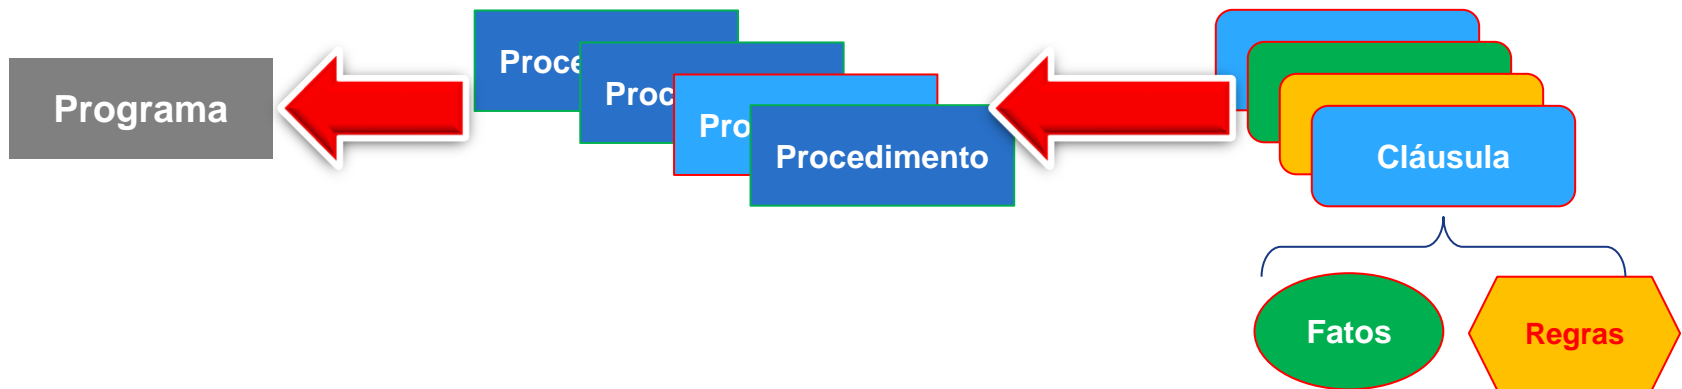 Programa
Proce
Proc
Pro
Procedimento
Cláusula
Fatos
Regras